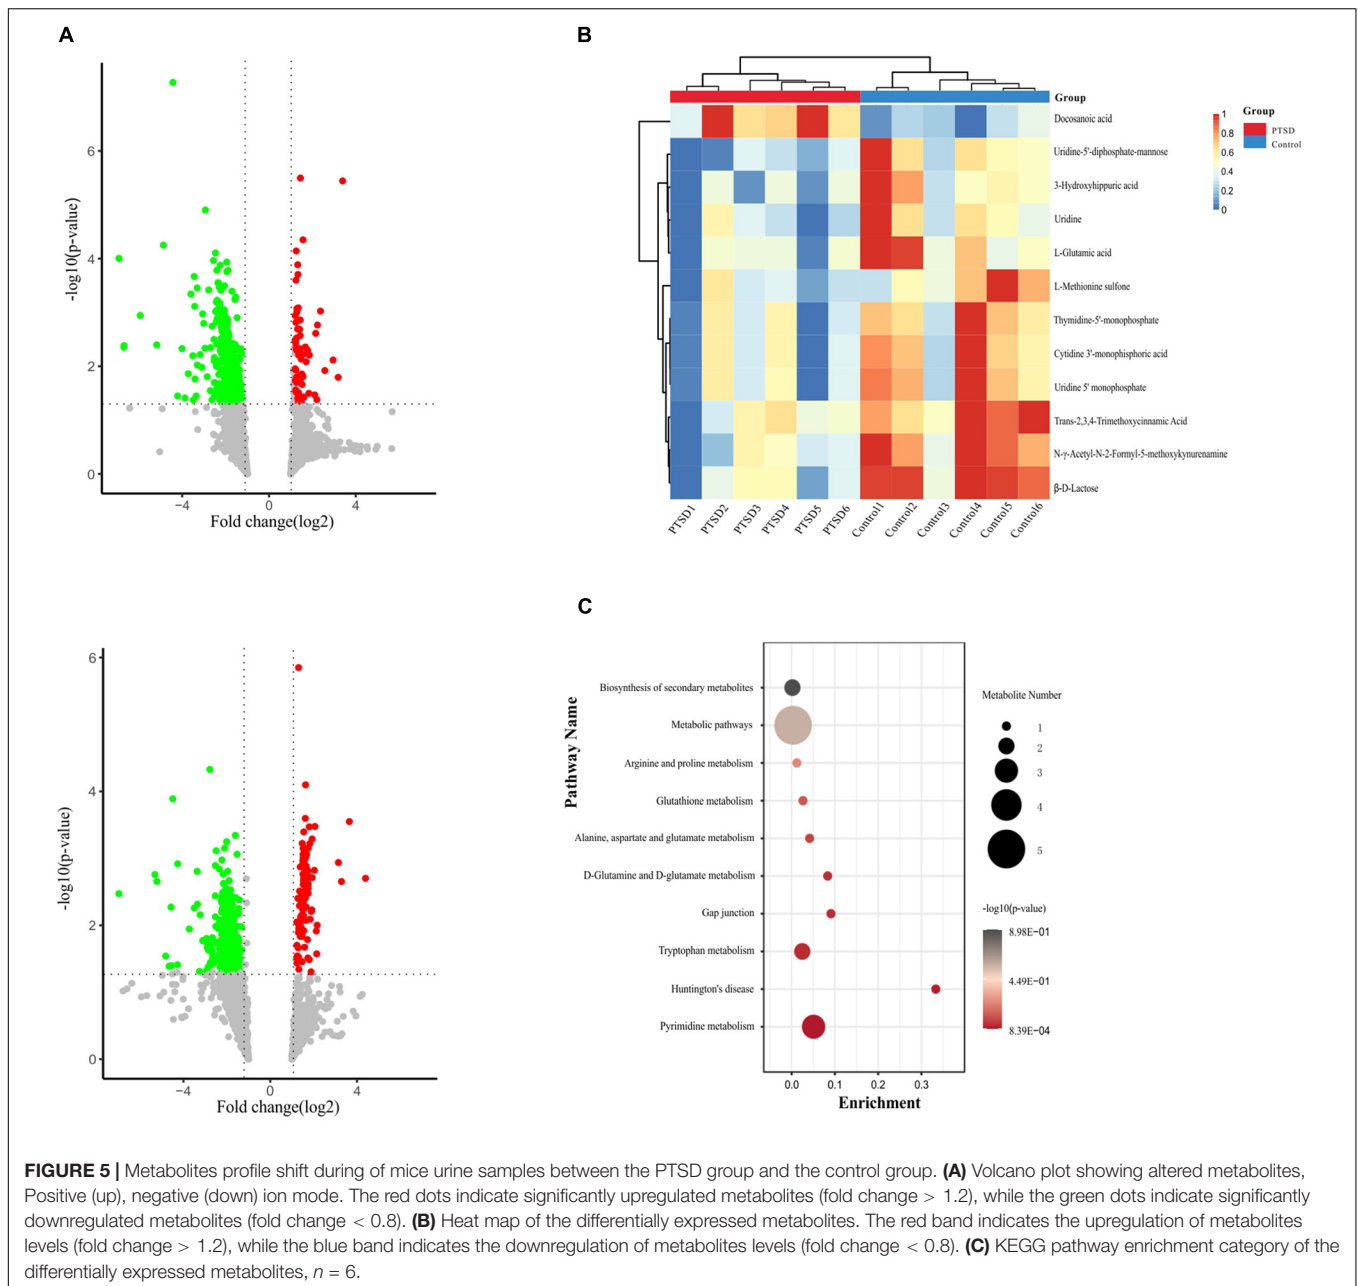 A
-log10(p-value)
6
4
2
0
−4
0
4
Fold change(log2)
B
Group
Docosanoic acid
Uridine-5'-diphosphate-mannose
3-Hydroxyhippuric acid
Uridine
L-Glutamic acid
L-Methionine sulfone
Thymidine-5'-monophosphate
Cytidine 3'-monophisphoric acid
Uridine 5' monophosphate
Trans-2,3,4-Trimethoxycinnamic Acid
N-γ-Acetyl-N-2-Formyl-5-methoxykynurenamine
β-D-Lactose
PTSD1
PTSD2
PTSD3
PTSD4
PTSD5
PTSD6
Control1
Control2
Control3
Control4
Control5
Control6
1
0.8
0.6
0.4
0.2
0
Group
PTSD
Control
-log10(p-value)
6
4
2
0
−4
0
4
Fold change(log2)
C
Pathway Name
Biosynthesis of secondary metabolites
Metabolic pathways
Arginine and proline metabolism
Glutathione metabolism
Alanine, aspartate and glutamate metabolism
D-Glutamine and D-glutamate metabolism
Gap junction
Tryptophan metabolism
Huntington's disease
Pyrimidine metabolism
0.0
0.1
0.2
0.3
Enrichment
Metabolite Number
1
2
3
4
5
-log10(p-value)
8.98E−01
4.49E−01
8.39E−04
FIGURE 5 | Metabolites profile shift during of mice urine samples between the PTSD group and the control group. (A) Volcano plot showing altered metabolites,
Positive (up), negative (down) ion mode. The red dots indicate significantly upregulated metabolites (fold change > 1.2), while the green dots indicate significantly
downregulated metabolites (fold change < 0.8). (B) Heat map of the differentially expressed metabolites. The red band indicates the upregulation of metabolites
levels (fold change > 1.2), while the blue band indicates the downregulation of metabolites levels (fold change < 0.8). (C) KEGG pathway enrichment category of the
differentially expressed metabolites, n = 6.